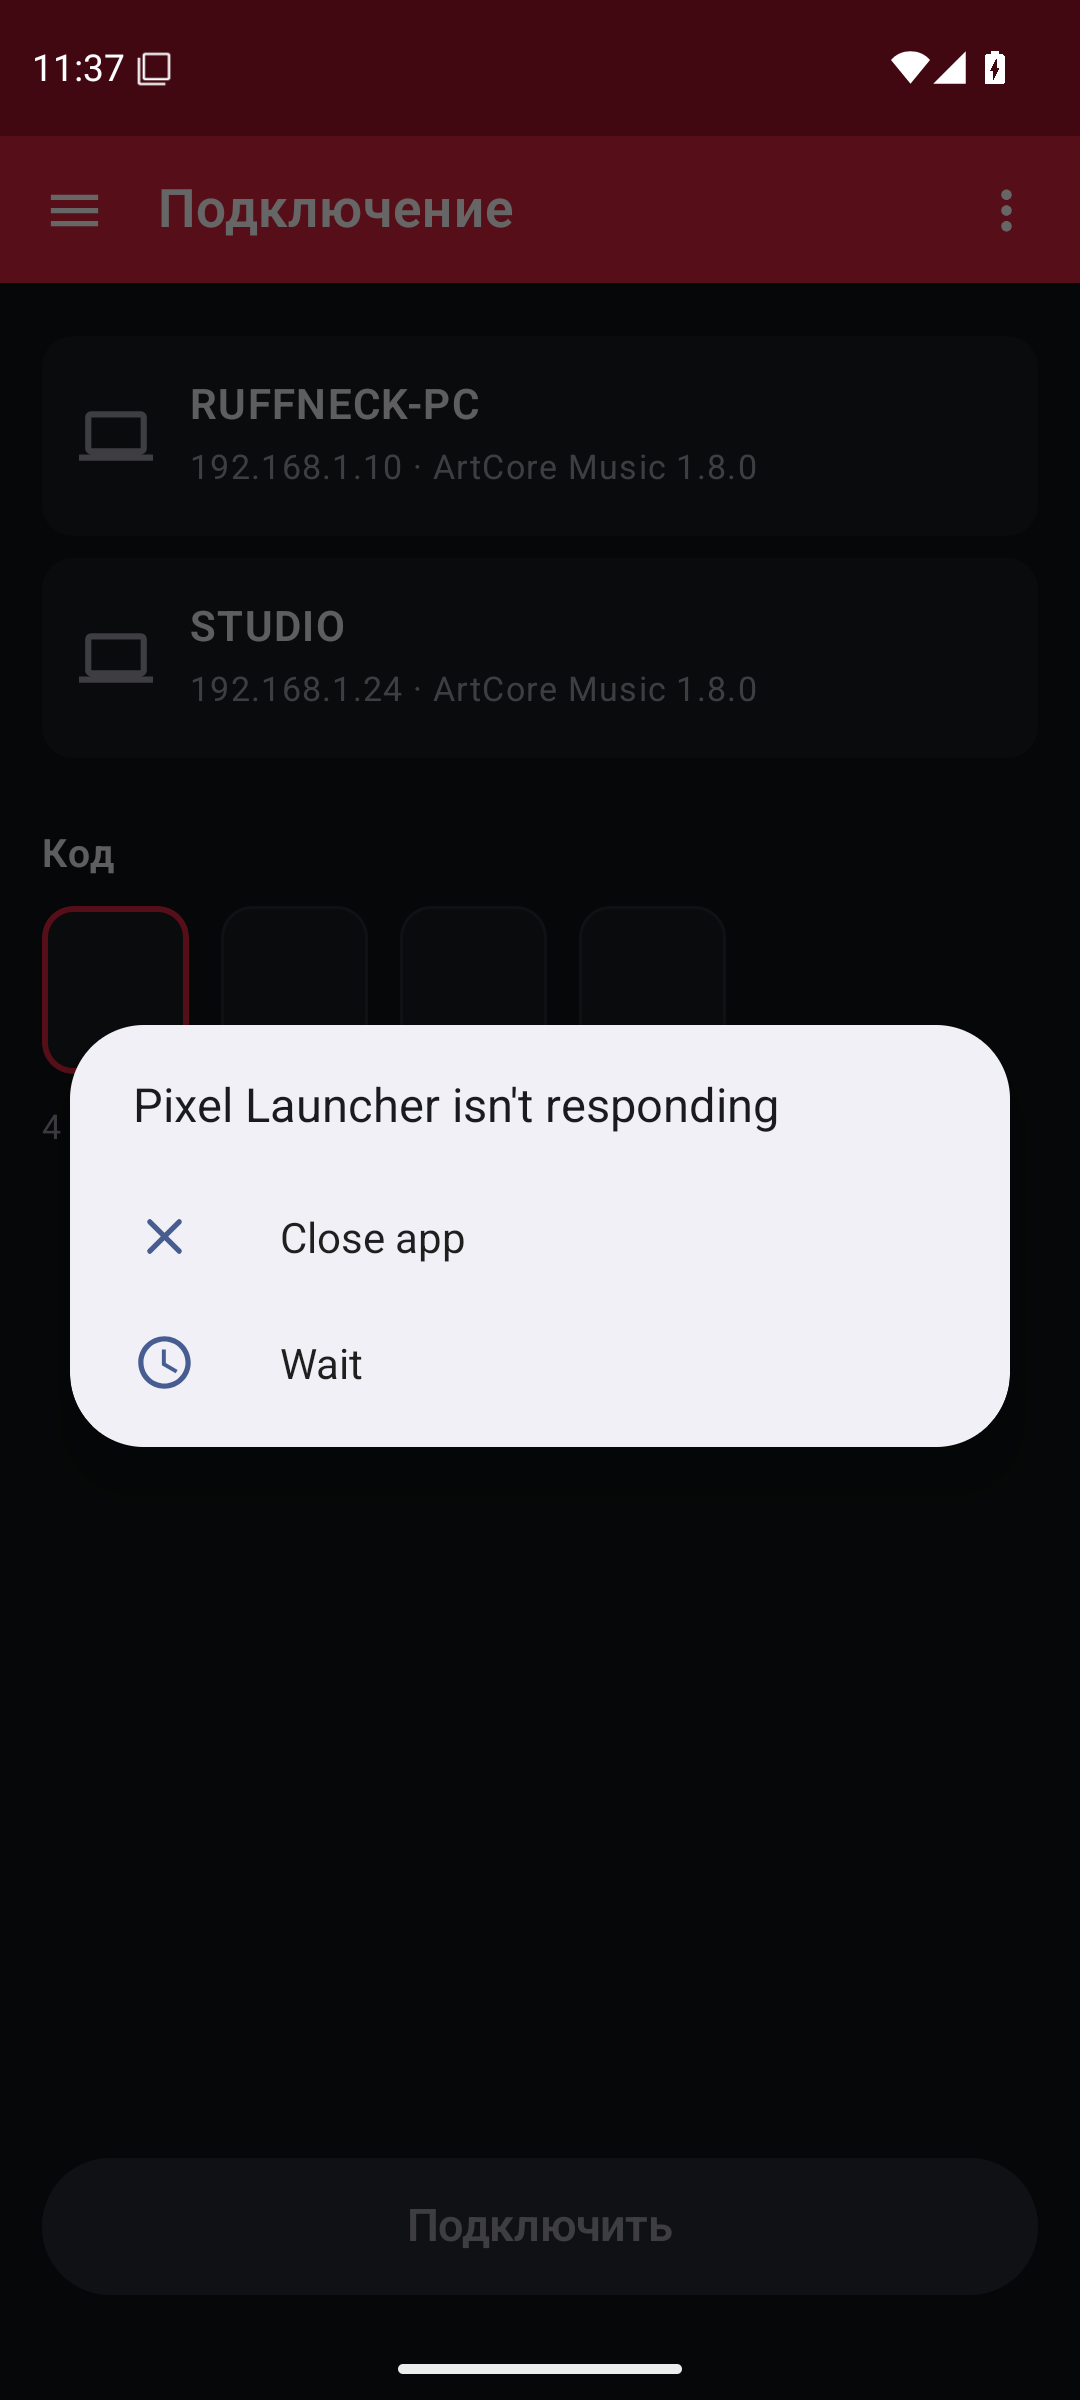 11:37
Подключение
RUFFNECK-PC
192.168.1.10 · ArtCore Music 1.8.0
STUDIO
192.168.1.24 · ArtCore Music 1.8.0
Код
4
Pixel Launcher isn't responding
Close app
Wait
Подключить